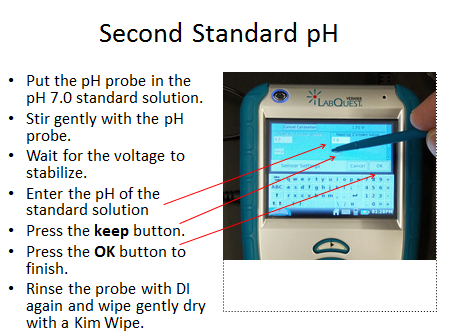 Second Standard pH
• Put the pH probe in the
pH 7.0 standard solution.
• Stir gently with the pH
probe.
• Wait for the voltage to
stabilize.
• Enter the pH of the
standard solution
• Press the keep button.
• Press the OK button to
finish.
• Rinse the probe with DI
again and wipe gently dry
with a Kim Wipe.
VERNIER
LABQUEST
Cancel
OK